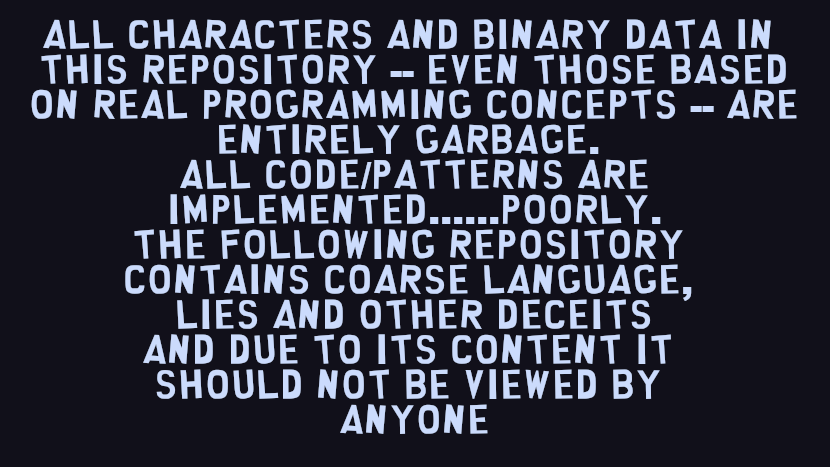 ALL CHARACTERS AND BINARY DATA IN
THIS REPOSITORY -- EVEN THOSE BASED
ON REAL PROGRAMMING CONCEPTS -- ARE
ENTIRELY GARBAGE.
ALL CODE/PATTERNS ARE
IMPLEMENTED......POORLY.
THE FOLLOWING REPOSITORY
CONTAINS COARSE LANGUAGE,
LIES AND OTHER DECEITS
AND DUE TO ITS CONTENT IT
SHOULD NOT BE VIEWED BY
ANYONE